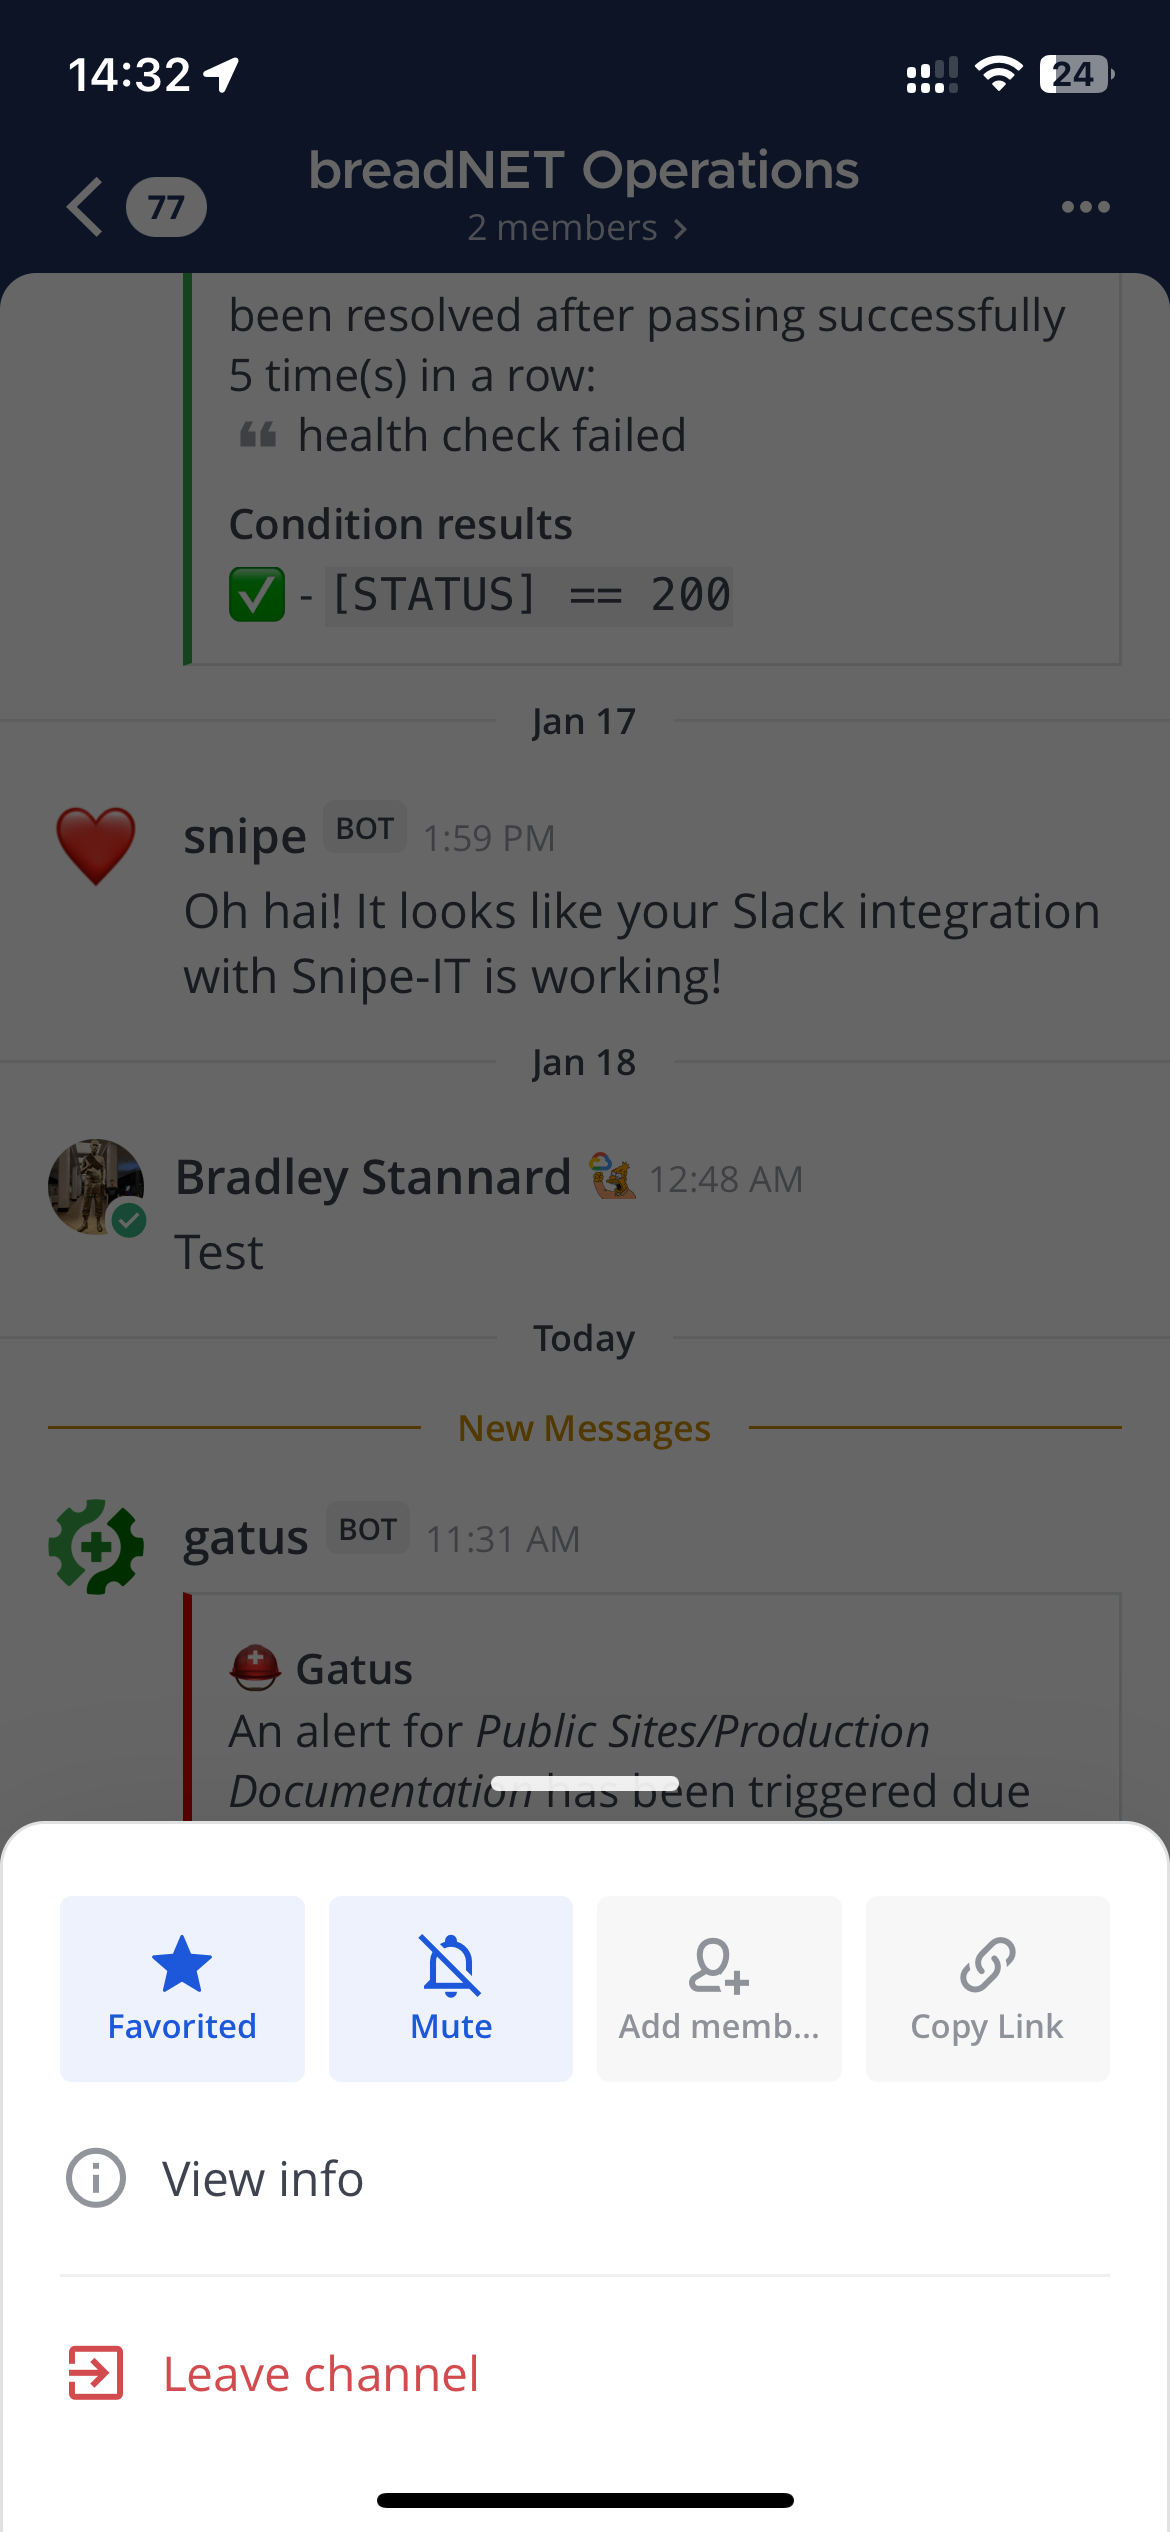 14:32
24
breadNET Operations
77
2 members
been resolved after passing successfully
5 time(s) in a row:
health check failed
Condition results
- [STATUS] == 200
Jan 17
snipe BOT 1:59 PM
Oh hai! It looks like your Slack integration
with Snipe-IT is working!
Jan 18
Bradley Stannard 12:48 AM
Test
Today
New Messages
gatus BOT 11:31 AM
Gatus
An alert for Public Sites/Production
Documentation has been triggered due
Favorited
Mute
Add memb...
Copy Link
View info
Leave channel